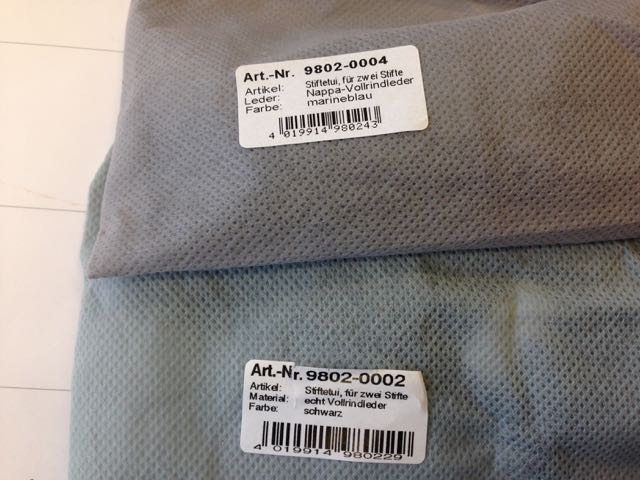 Art.-Nr. 9802-0004
Artikel: Stiftetui, für zwei Stifte
Leder: Nappa-Vollrindleder
Farbe: marineblau
4 019914 980243
Art.-Nr. 9802-0002
Artikel: Stiftetui, für zwei Stifte
Material: echt Vollrindleder
Farbe: schwarz
4 019914 980229